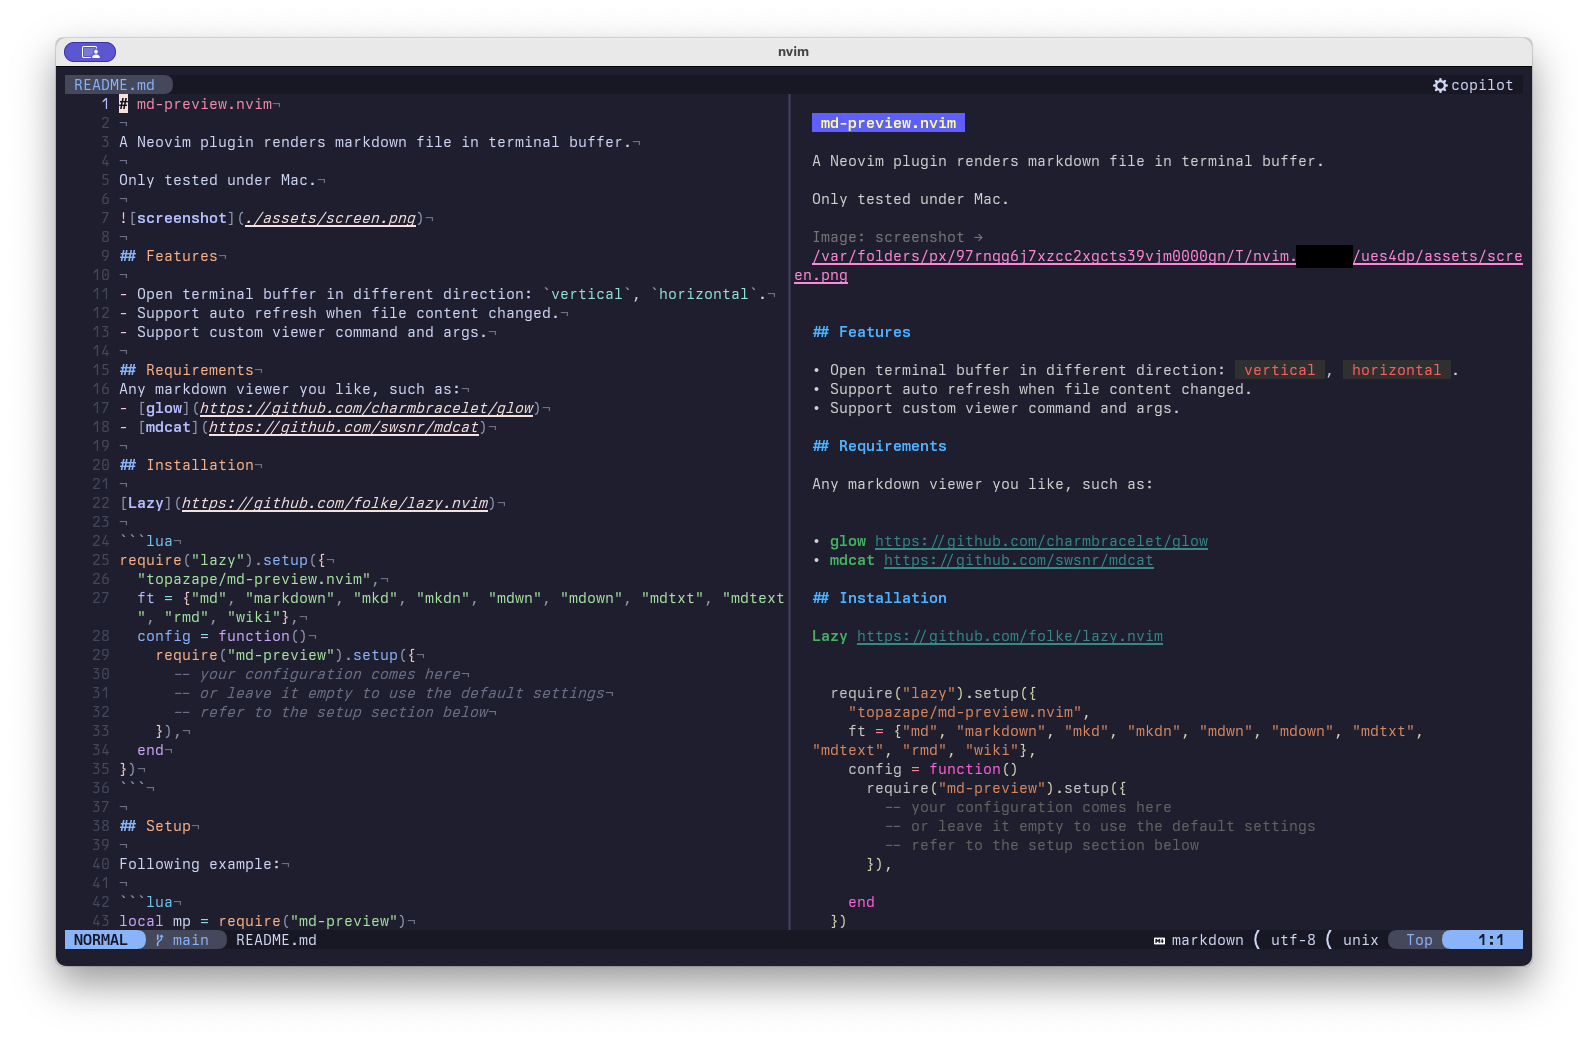 nvim
README.md
copilot
1 # md-preview.nvim¬
2 ¬
3 A Neovim plugin renders markdown file in terminal buffer.¬
4 ¬
5 Only tested under Mac.¬
6 ¬
7 ![screenshot](./assets/screen.png)¬
8 ¬
9 ## Features¬
10 ¬
11 - Open terminal buffer in different direction: `vertical`, `horizontal`.¬
12 - Support auto refresh when file content changed.¬
13 - Support custom viewer command and args.¬
14 ¬
15 ## Requirements¬
16 Any markdown viewer you like, such as:¬
17 - [glow](https://github.com/charmbracelet/glow)¬
18 - [mdcat](https://github.com/swsnr/mdcat)¬
19 ¬
20 ## Installation¬
21 ¬
22 [Lazy](https://github.com/folke/lazy.nvim)¬
23 ¬
24 ```lua¬
25 require("lazy").setup({¬
26   "topazape/md-preview.nvim",¬
27   ft = {"md", "markdown", "mkd", "mkdn", "mdwn", "mdown", "mdtxt", "mdtext
", "rmd", "wiki"},¬
28   config = function()¬
29     require("md-preview").setup({¬
30       -- your configuration comes here¬
31       -- or leave it empty to use the default settings¬
32       -- refer to the setup section below¬
33     }),¬
34   end¬
35 })¬
36 ```¬
37 ¬
38 ## Setup¬
39 ¬
40 Following example:¬
41 ¬
42 ```lua¬
43 local mp = require("md-preview")¬
md-preview.nvim
A Neovim plugin renders markdown file in terminal buffer.
Only tested under Mac.
Image: screenshot →
/var/folders/px/97rnqg6j7xzcc2xgcts39vjm0000gn/T/nvim. /ues4dp/assets/scre
en.png
## Features
• Open terminal buffer in different direction: vertical , horizontal .
• Support auto refresh when file content changed.
• Support custom viewer command and args.
## Requirements
Any markdown viewer you like, such as:
• glow https://github.com/charmbracelet/glow
• mdcat https://github.com/swsnr/mdcat
## Installation
Lazy https://github.com/folke/lazy.nvim
require("lazy").setup({
"topazape/md-preview.nvim",
ft = {"md", "markdown", "mkd", "mkdn", "mdwn", "mdown", "mdtxt",
"mdtext", "rmd", "wiki"},
config = function()
require("md-preview").setup({
-- your configuration comes here
-- or leave it empty to use the default settings
-- refer to the setup section below
}),
end
})
NORMAL main README.md markdown ( utf-8 ( unix Top 1:1